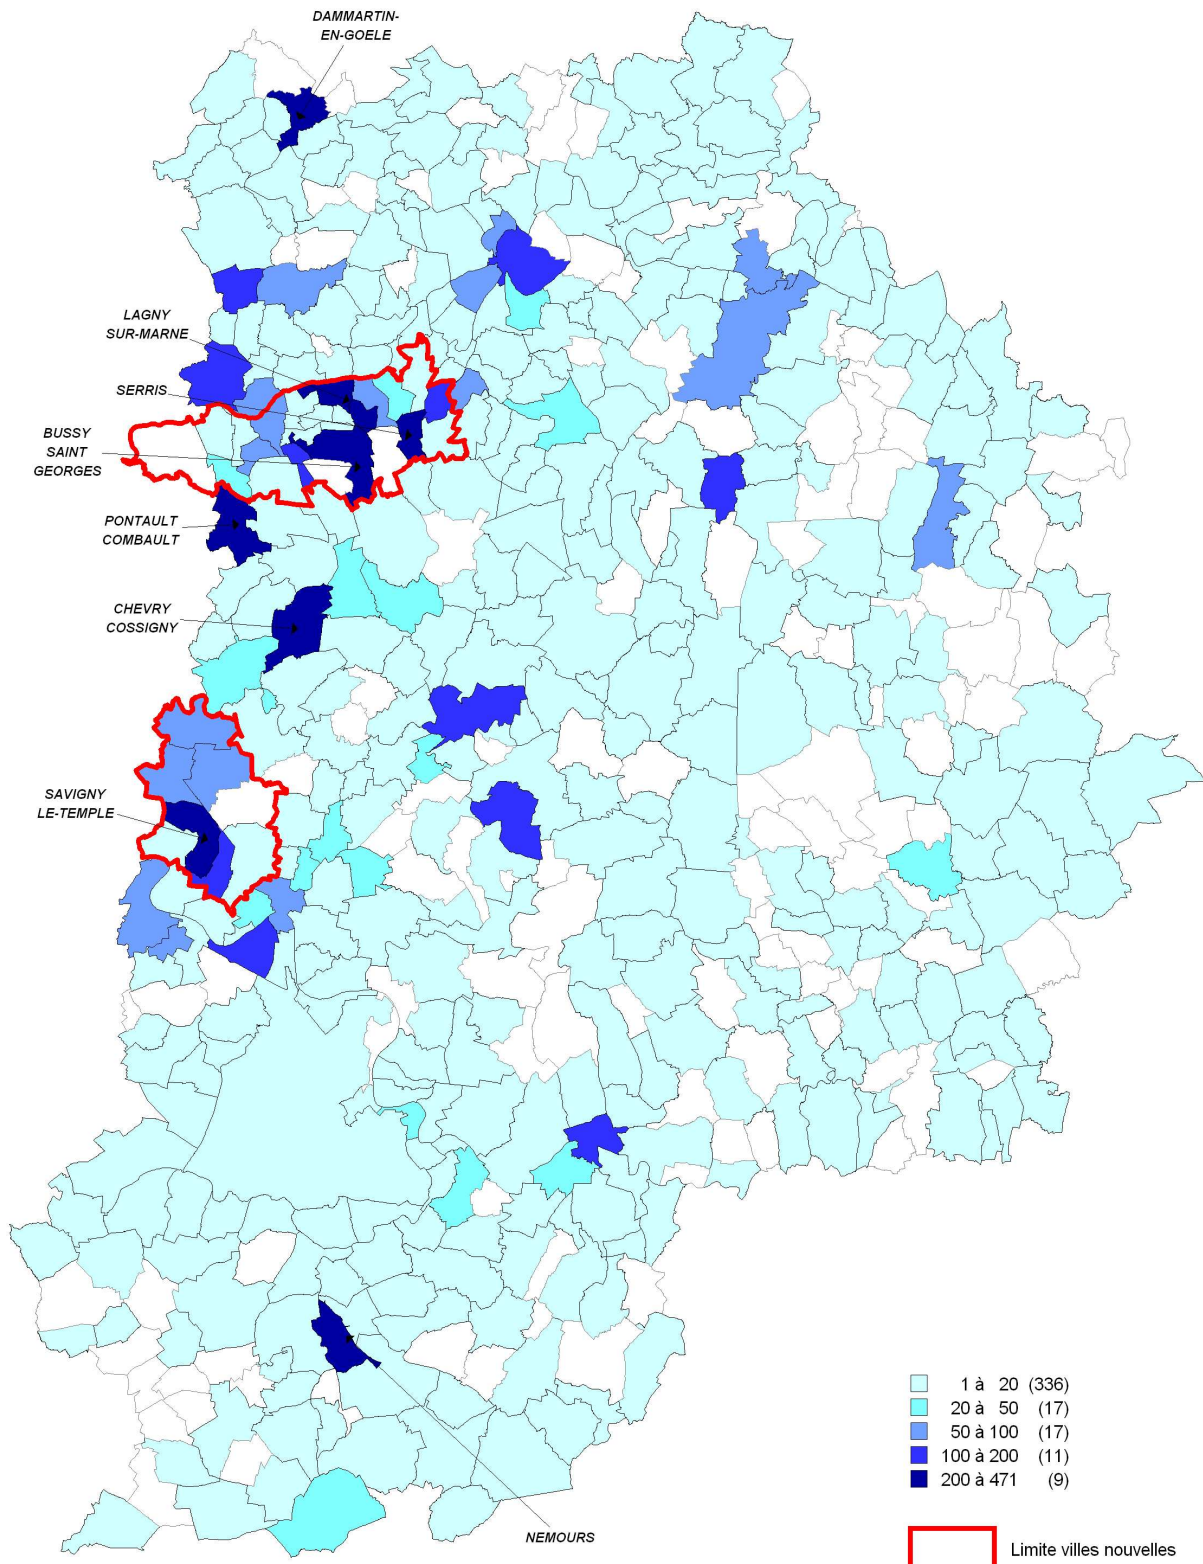 DAMMARTIN-
EN-GOELE
LAGNY
SUR-MARNE
SERRIS
BUSSY
SAINT
GEORGES
PONTAULT
COMBAULT
CHEVRY
COSSIGNY
SAVIGNY
LE-TEMPLE
NEMOURS
1 à 20 (336)
20 à 50 (17)
50 à 100 (17)
100 à 200 (11)
200 à 471 (9)
Limite villes nouvelles